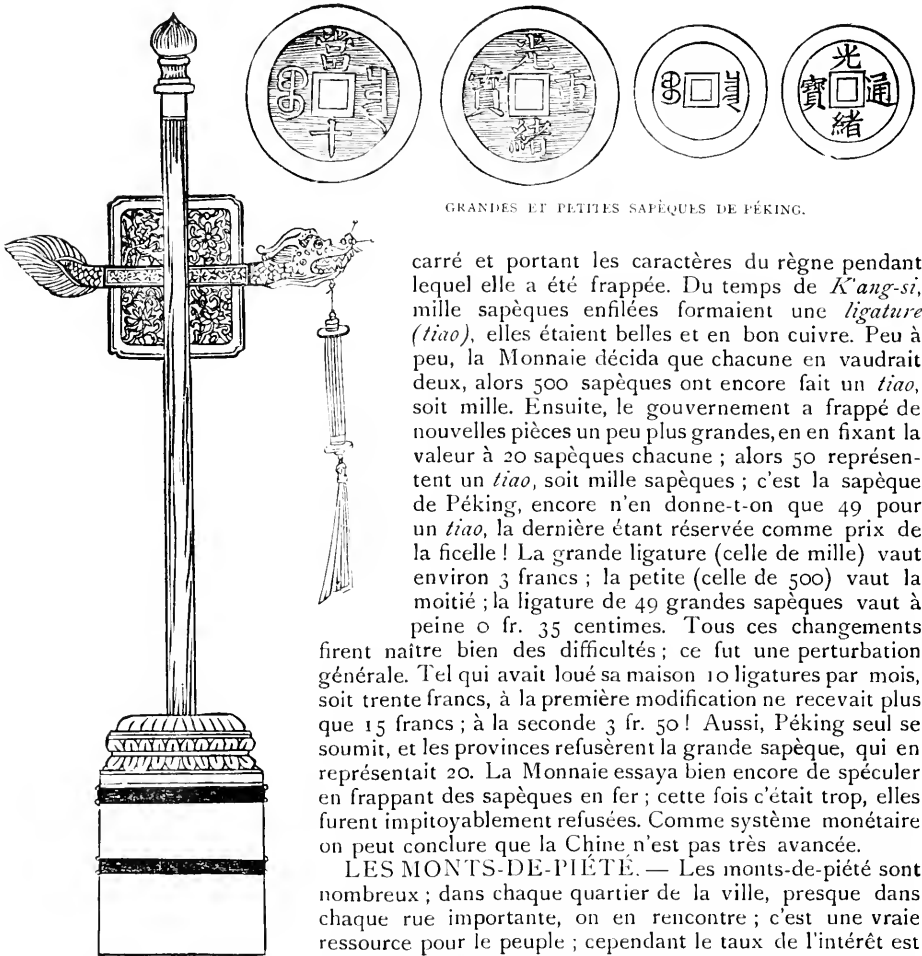 當
十
光
緒
重
寶
光
緒
通
寶
GRANDES ET PETITES SAPÈQUES DE PÉKING.
carré et portant les caractères du règne pendant
lequel elle a été frappée. Du temps de K'ang-si,
mille sapèques enfilées formaient une ligature
(tiao), elles étaient belles et en bon cuivre. Peu à
peu, la Monnaie décida que chacune en vaudrait
deux, alors 500 sapèques ont encore fait un tiao,
soit mille. Ensuite, le gouvernement a frappé de
nouvelles pièces un peu plus grandes, en en fixant la
valeur à 20 sapèques chacune ; alors 50 représen-
tent un tiao, soit mille sapèques ; c'est la sapèque
de Péking, encore n'en donne-t-on que 49 pour
un tiao, la dernière étant réservée comme prix de
la ficelle ! La grande ligature (celle de mille) vaut
environ 3 francs ; la petite (celle de 500) vaut la
moitié ; la ligature de 49 grandes sapèques vaut à
peine 0 fr. 35 centimes. Tous ces changements
firent naître bien des difficultés ; ce fut une perturbation
générale. Tel qui avait loué sa maison 10 ligatures par mois,
soit trente francs, à la première modification ne recevait plus
que 15 francs ; à la seconde 3 fr. 50 ! Aussi, Péking seul se
soumit, et les provinces refusèrent la grande sapèque, qui en
représentait 20. La Monnaie essaya bien encore de spéculer
en frappant des sapèques en fer ; cette fois c'était trop, elles
furent impitoyablement refusées. Comme système monétaire
on peut conclure que la Chine n'est pas très avancée.
LES MONTS-DE-PIÉTÉ. — Les monts-de-piété sont
nombreux ; dans chaque quartier de la ville, presque dans
chaque rue importante, on en rencontre ; c'est une vraie
ressource pour le peuple ; cependant le taux de l'intérêt est